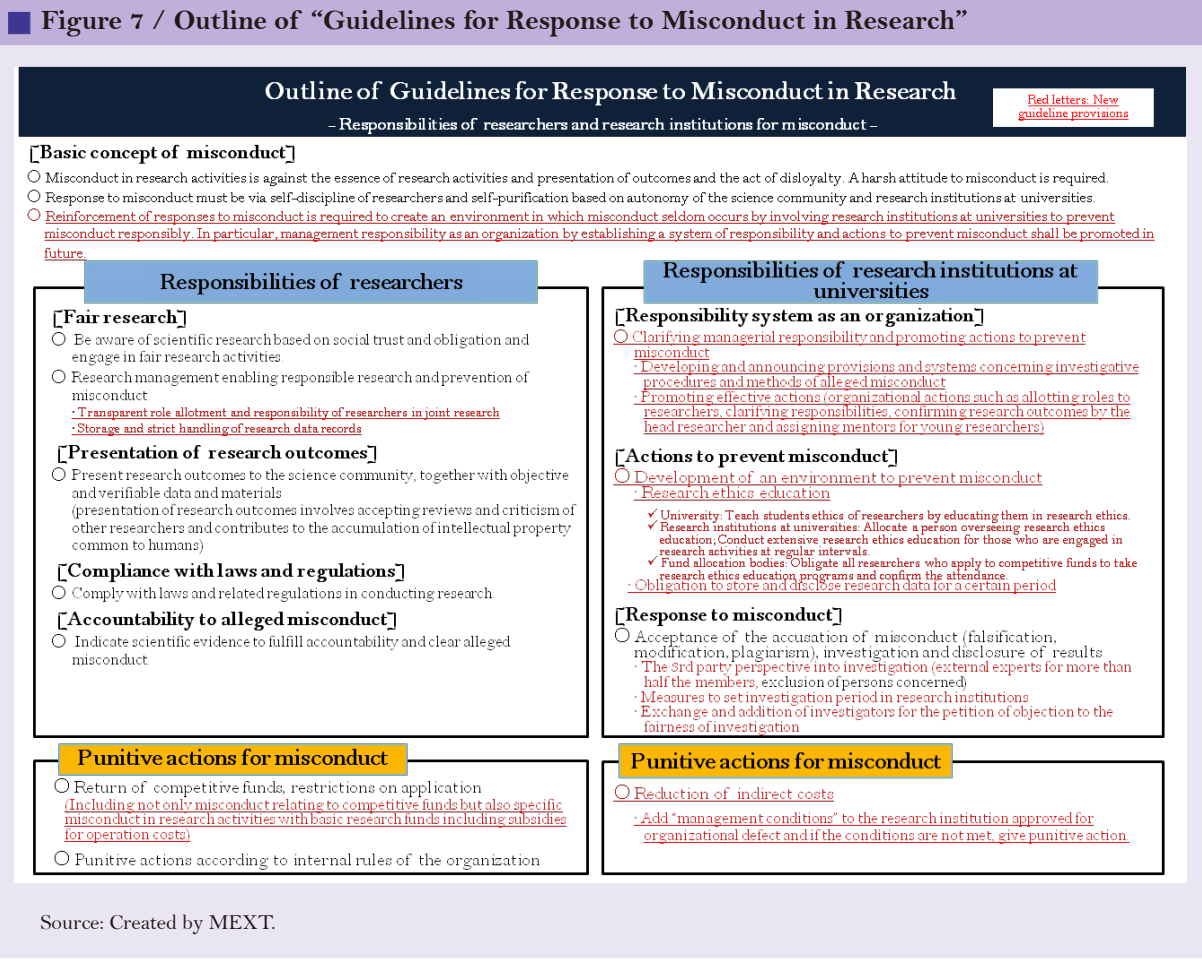 Figure 7 / Outline of “Guidelines for Response to Misconduct in Research”
Outline of Guidelines for Response to Misconduct in Research
– Responsibilities of researchers and research institutions for misconduct –
Red letters: New
guideline provisions
[Basic concept of misconduct]
○ Misconduct in research activities is against the essence of research activities and presentation of outcomes and the act of disloyalty. A harsh attitude to misconduct is required.
○ Response to misconduct must be via self-discipline of researchers and self-purification based on autonomy of the science community and research institutions at universities.
○ Reinforcement of responses to misconduct is required to create an environment in which misconduct seldom occurs by involving research institutions at universities to prevent
misconduct responsibly. In particular, management responsibility as an organization by establishing a system of responsibility and actions to prevent misconduct shall be promoted in
future.
Responsibilities of researchers
[Fair research]
○ Be aware of scientific research based on social trust and obligation and
engage in fair research activities.
○ Research management enabling responsible research and prevention of
misconduct
・Transparent role allotment and responsibility of researchers in joint research
・Storage and strict handling of research data records
[Presentation of research outcomes]
○ Present research outcomes to the science community, together with objective
and verifiable data and materials
(presentation of research outcomes involves accepting reviews and criticism of
other researchers and contributes to the accumulation of intellectual property
common to humans)
[Compliance with laws and regulations]
○ Comply with laws and related regulations in conducting research.
[Accountability to alleged misconduct]
○ Indicate scientific evidence to fulfill accountability and clear alleged
misconduct.
Responsibilities of research institutions at
universities
[Responsibility system as an organization]
○ Clarifying managerial responsibility and promoting actions to prevent
misconduct
・Developing and announcing provisions and systems concerning investigative
procedures and methods of alleged misconduct
・Promoting effective actions (organizational actions such as allotting roles to
researchers, clarifying responsibilities, confirming research outcomes by the
head researcher and assigning mentors for young researchers)
[Actions to prevent misconduct]
○ Development of an environment to prevent misconduct
・Research ethics education
✓ University: Teach students ethics of researchers by educating them in research ethics.
✓ Research institutions at universities: Allocate a person overseeing research ethics
education; Conduct extensive research ethics education for those who are engaged in
research activities at regular intervals.
✓ Fund allocation bodies: Obligate all researchers who apply to competitive funds to take
research ethics education programs and confirm the attendance.
・Obligation to store and disclose research data for a certain period
[Response to misconduct]
○ Acceptance of the accusation of misconduct (falsification,
modification, plagiarism), investigation and disclosure of results
・The 3rd party perspective into investigation (external experts for more than
half the members, exclusion of persons concerned)
・Measures to set investigation period in research institutions
・Exchange and addition of investigators for the petition of objection to the
fairness of investigation
Punitive actions for misconduct
○ Return of competitive funds, restrictions on application
(Including not only misconduct relating to competitive funds but also specific
misconduct in research activities with basic research funds including subsidies
for operation costs)
○ Punitive actions according to internal rules of the organization
Punitive actions for misconduct
○ Reduction of indirect costs
・Add “management conditions” to the research institution approved for
organizational defect and if the conditions are not met, give punitive action.
Source: Created by MEXT.